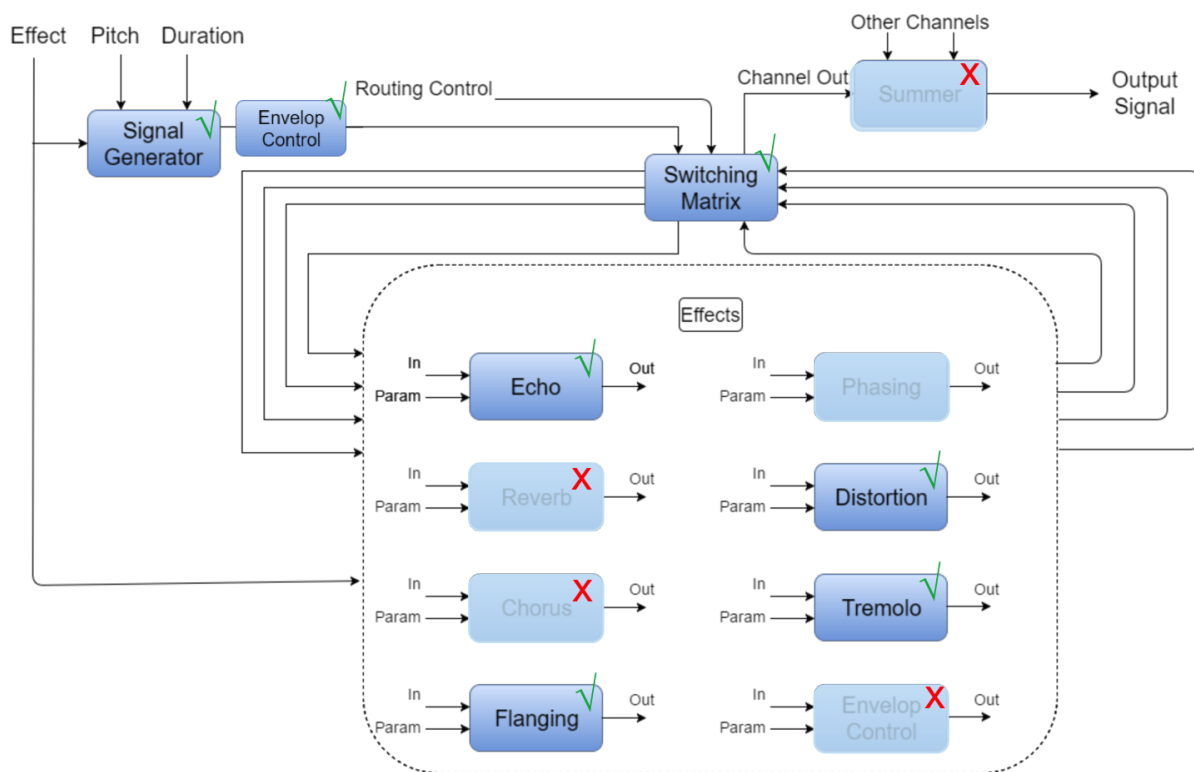 Effect
Pitch
Duration
Other Channels
Routing Control
Channel Out
Summer
X
Output
Signal
Signal
Generator
√
Envelop
Control
√
Switching
Matrix
√
Effects
In
Param
Echo
√
Out
In
Param
Phasing
Out
In
Param
Reverb
X
Out
In
Param
Distortion
√
Out
In
Param
Chorus
X
Out
In
Param
Tremolo
√
Out
In
Param
Flanging
√
Out
In
Param
Envelop
Control
X
Out